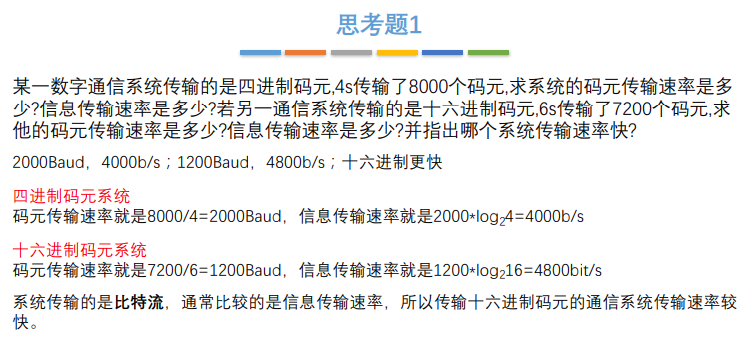 思考题1
某一数字通信系统传输的是四进制码元,4s传输了8000个码元,求系统的码元传输速率是多
少?信息传输速率是多少?若另一通信系统传输的是十六进制码元,6s传输了7200个码元,求
他的码元传输速率是多少?信息传输速率是多少?并指出哪个系统传输速率快?
2000Baud，4000b/s；1200Baud，4800b/s；十六进制更快
四进制码元系统
码元传输速率就是8000/4=2000Baud，信息传输速率就是2000*log₂4=4000b/s
十六进制码元系统
码元传输速率就是7200/6=1200Baud，信息传输速率就是1200*log₂16=4800bit/s
系统传输的是比特流，通常比较的是信息传输速率，所以传输十六进制码元的通信系统传输速率较
快。